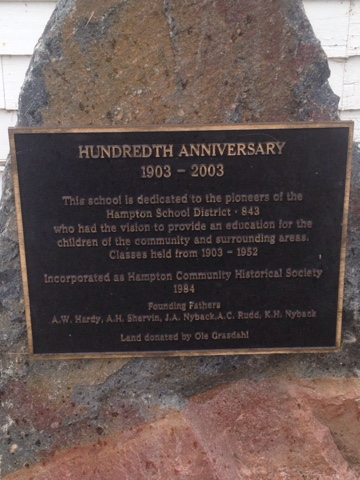 HUNDREDTH ANNIVERSARY
1903 - 2003
This school is dedicated to the pioneers of the
Hampton School District · 843
who had the vision to provide an education for the
children of the community and surrounding areas.
Classes held from 1903 - 1952
Incorporated as Hampton Community Historical Society
1984
Founding Fathers
A.W. Hardy, A.H. Shervin, J.A. Nyback,A.C. Rudd, K.H. Nyback
Land donated by Ole Grasdahl